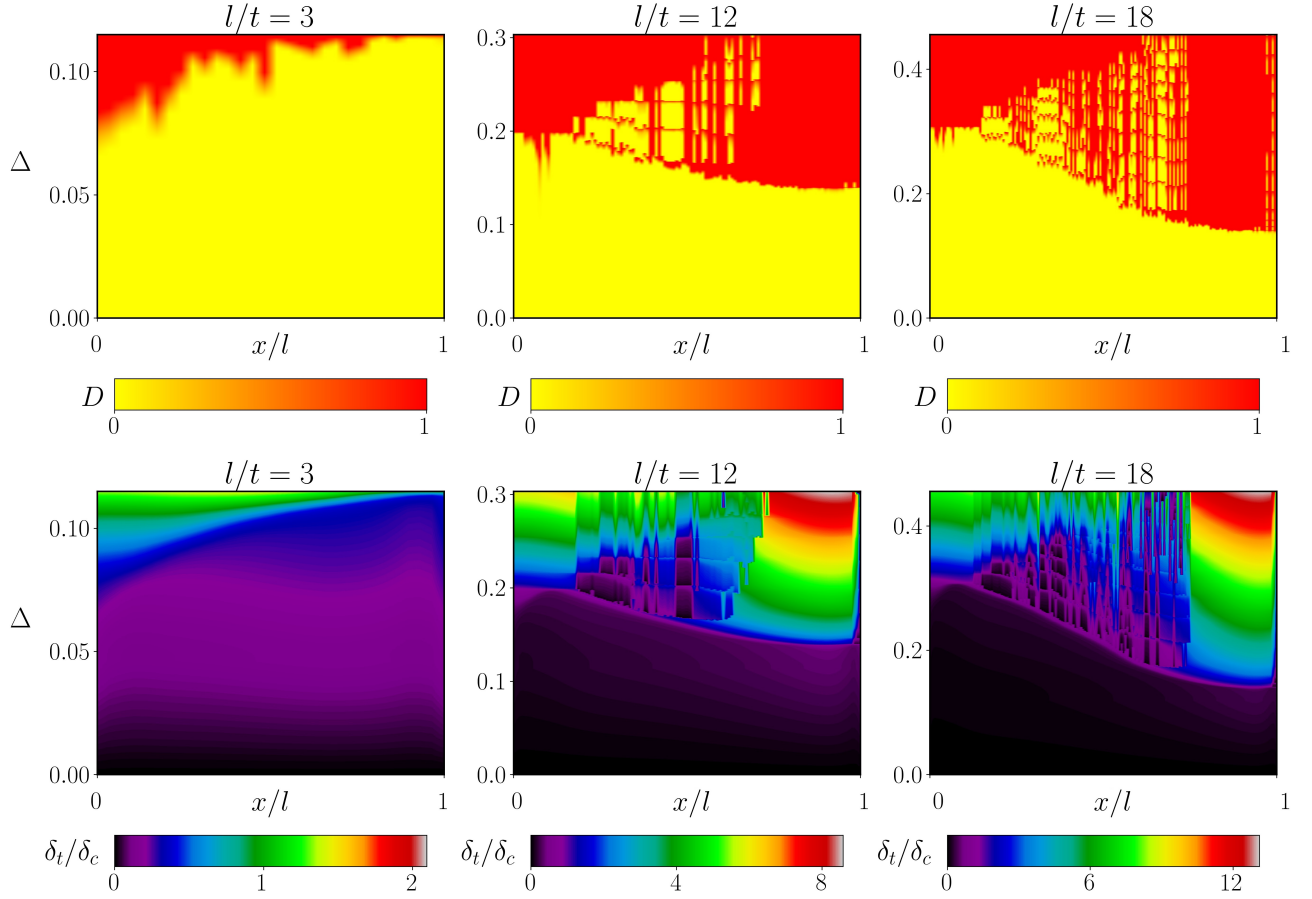 l/t = 3 l/t = 12 l/t = 18
0.10 0.3 0.4
Δ 0.2
0.05 0.2
0.1
0.00 0.0 0.0
0 x/l 1 0 x/l 1 0 x/l 1
D D D
0 1 0 1 0 1
l/t = 3 l/t = 12 l/t = 18
0.10 0.3 0.4
Δ 0.2
0.05 0.2
0.1
0.00 0.0 0.0
0 x/l 1 0 x/l 1 0 x/l 1
δt/δc δt/δc δt/δc
0 1 2 0 4 8 0 6 12